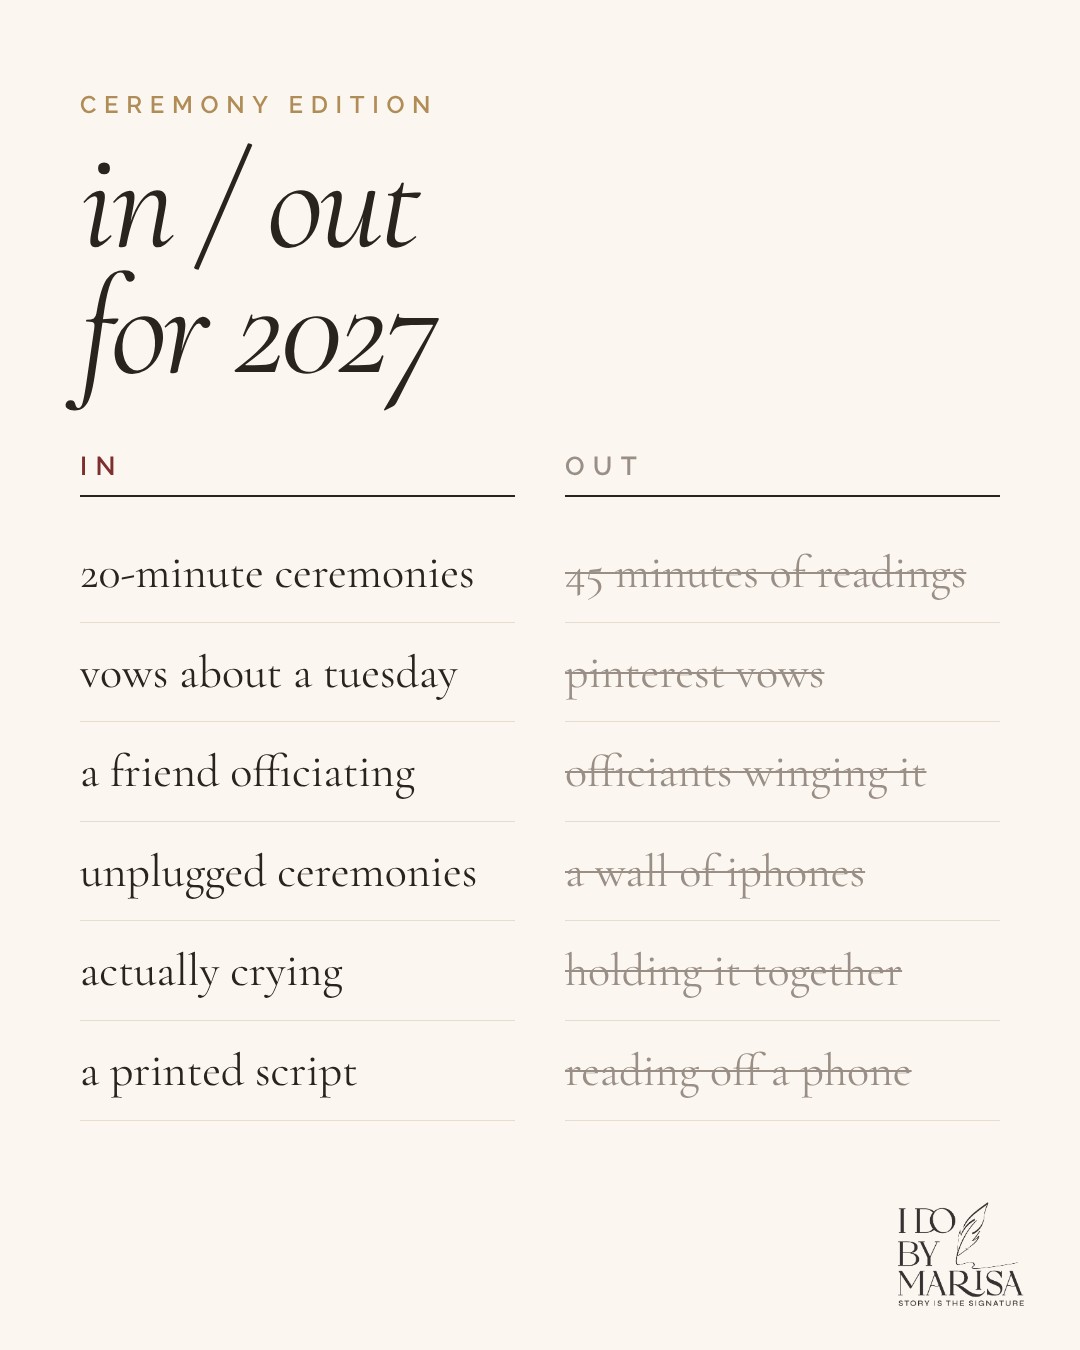 CEREMONY EDITION
in / out
for 2027
IN
20-minute ceremonies
vows about a tuesday
a friend officiating
unplugged ceremonies
actually crying
a printed script
OUT
45 minutes of readings
pinterest vows
officiants winging it
a wall of iphones
holding it together
reading off a phone
I DO
BY
MARISA
STORY IS THE SIGNATURE